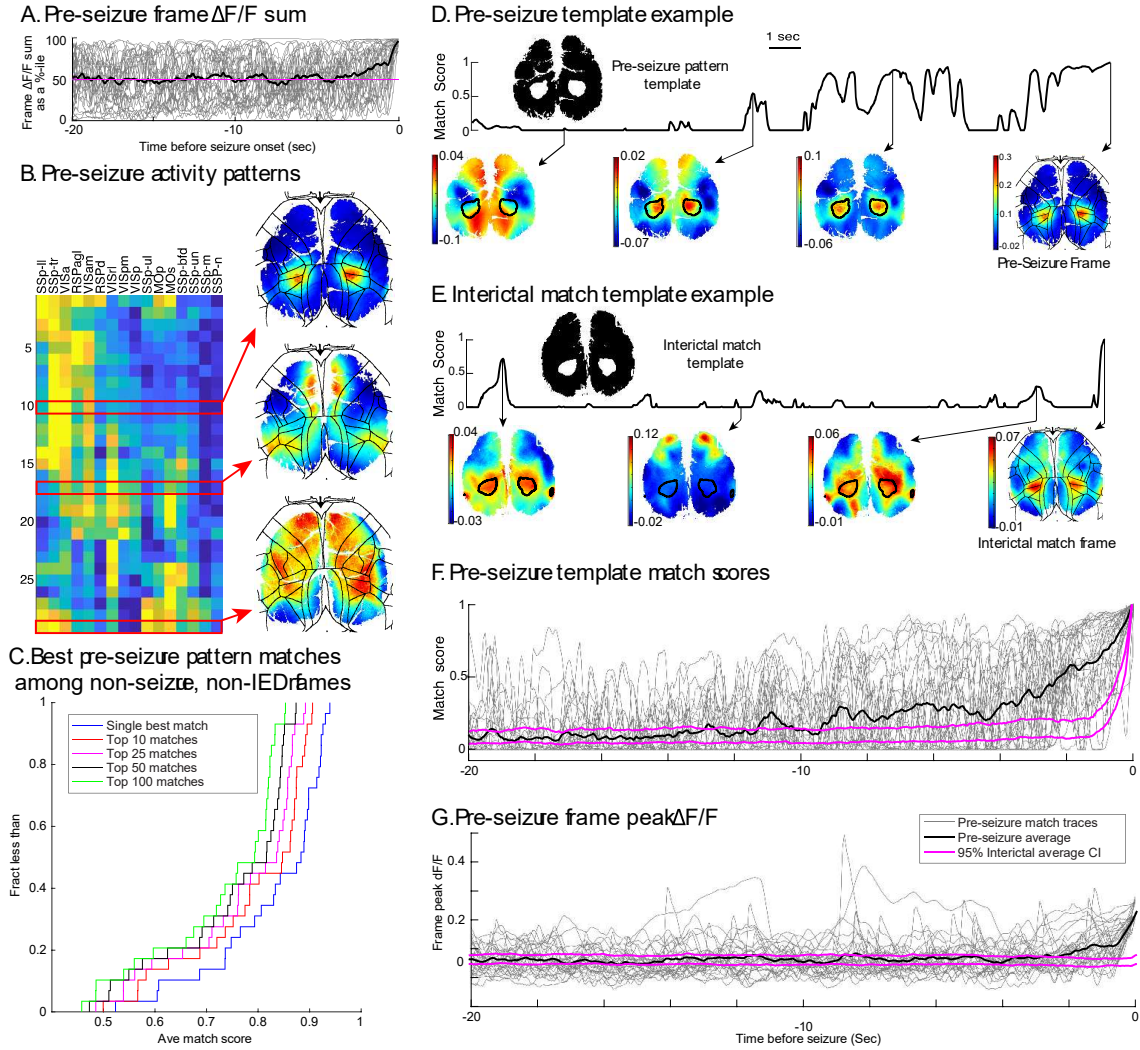 A. Pre-seizure frame ΔF/F sum
Frame ΔF/F sum
as a %-ile
100
50
0
-20
-10
0
Time before seizure onset (sec)
B. Pre-seizure activity patterns
SSp-ll
SSp-tr
VISa
RSPagl
VISam
RSPd
VISrl
VISpm
VISp
SSp-ul
MOp
MOs
SSp-bfd
SSp-un
SSp-m
SSP-n
5
10
15
20
25
C.Best pre-seizure pattern matches
among non-seizre, non-IEDrframes
Single best match
Top 10 matches
Top 25 matches
Top 50 matches
Top 100 matches
Fract less than
1
0.8
0.6
0.4
0.2
0
0.5
0.6
0.7
0.8
0.9
1
Ave match score
D. Pre-seizure template example
1 sec
Match Score
1
0.5
0
Pre-seizure pattern
template
0.04
-0.1
0.02
-0.07
0.1
-0.06
0.3
0.2
0.1
-0.02
Pre-Seizure Frame
E. Interictal match template example
Match Score
1
0.5
0
Interictal match
template
0.04
-0.03
0.12
-0.02
0.06
-0.01
0.07
-0.01
Interictal match frame
F. Pre-seizure template match scores
Match score
1
0.5
0
-20
-10
0
G.Pre-seizure frame peakΔF/F
Pre-seizure match traces
Pre-seizure average
95% Interictal average CI
Frame peak dF/F
0.4
0.2
0
-20
-10
0
Time before seizure (Sec)